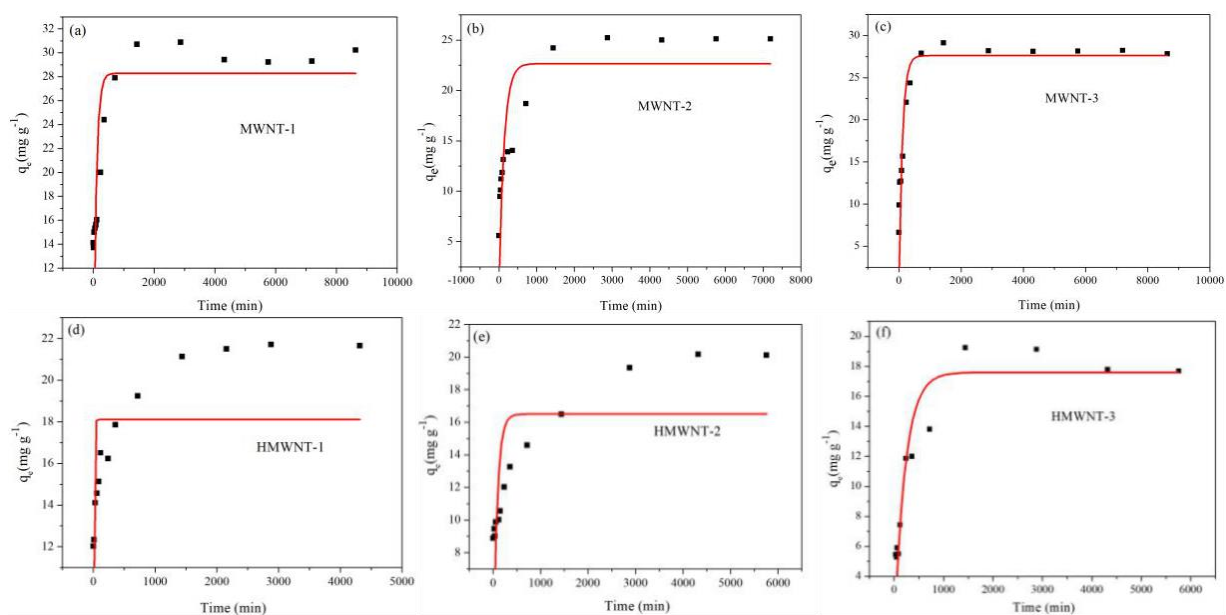 (a)
34
32
30
28
26
24
22
20
18
16
14
12
q_e(mg g⁻¹)
MWNT-1
0 2000 4000 6000 8000 10000
Time (min)
(b)
25
20
15
10
5
q_e(mg g⁻¹)
MWNT-2
-1000 0 1000 2000 3000 4000 5000 6000 7000 8000
Time (min)
(c)
30
25
20
15
10
5
q_e(mg g⁻¹)
MWNT-3
0 2000 4000 6000 8000 10000
Time (min)
(d)
22
20
18
16
14
12
q_e(mg g⁻¹)
HMWNT-1
0 1000 2000 3000 4000 5000
Time (min)
(e)
22
20
18
16
14
12
10
8
q_e(mg g⁻¹)
HMWNT-2
0 1000 2000 3000 4000 5000 6000
Time (min)
(f)
20
18
16
14
12
10
8
6
4
q_e(mg g⁻¹)
HMWNT-3
0 1000 2000 3000 4000 5000 6000
Time (min)